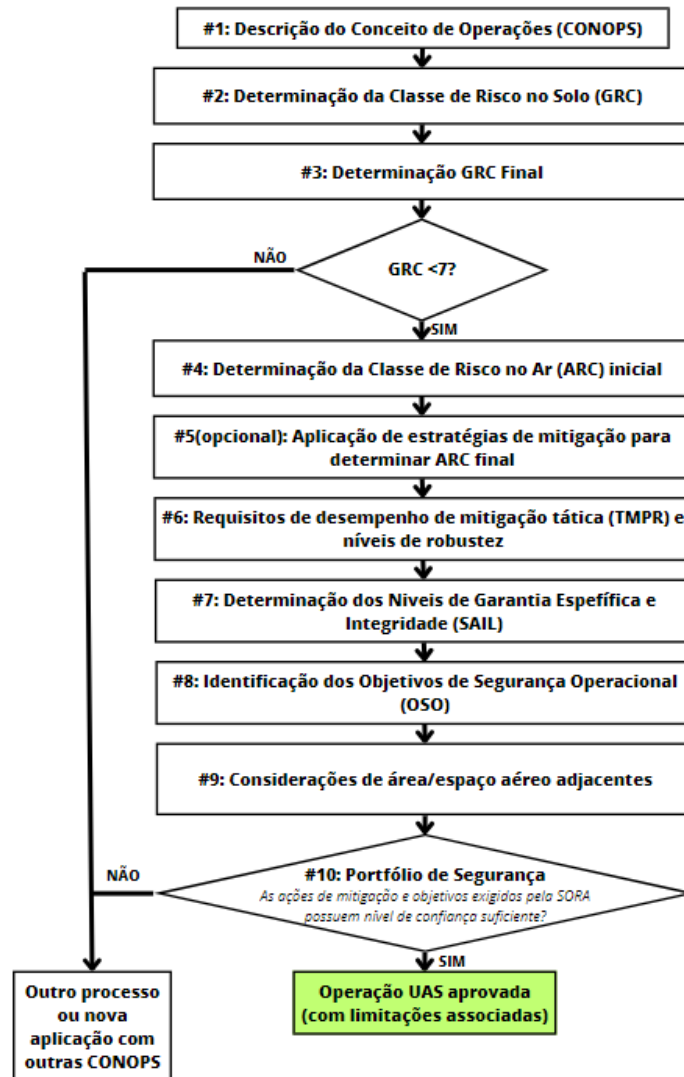 #1: Descrição do Conceito de Operações (CONOPS)
#2: Determinação da Classe de Risco no Solo (GRC)
#3: Determinação GRC Final
NÃO
GRC <7?
SIM
#4: Determinação da Classe de Risco no Ar (ARC) inicial
#5(opcional): Aplicação de estratégias de mitigação para
determinar ARC final
#6: Requisitos de desempenho de mitigação tática (TMPR) e
níveis de robustez
#7: Determinação dos Niveis de Garantia Espefífica e
Integridade (SAIL)
#8: Identificação dos Objetivos de Segurança Operacional
(OSO)
#9: Considerações de área/espaço aéreo adjacentes
NÃO
#10: Portfólio de Segurança
As ações de mitigação e objetivos exigidos pela SORA
possuem nível de confiança suficiente?
SIM
Outro processo
ou nova
aplicação com
outras CONOPS
Operação UAS aprovada
(com limitações associadas)